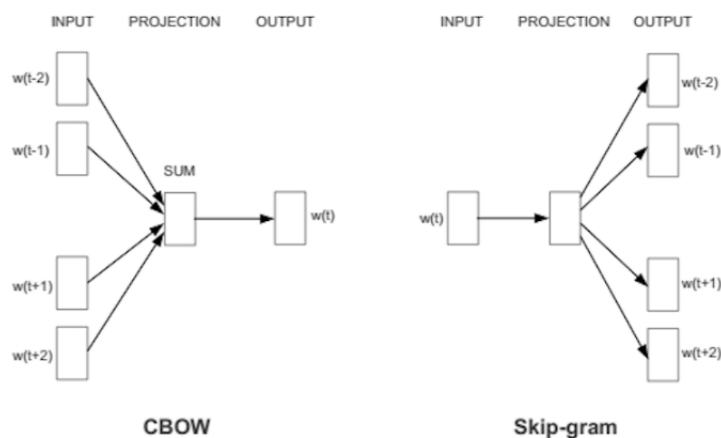 INPUT PROJECTION OUTPUT
w(t-2)
w(t-1)
SUM
w(t)
w(t+1)
w(t+2)
CBOW
INPUT PROJECTION OUTPUT
w(t-2)
w(t-1)
w(t)
w(t+1)
w(t+2)
Skip-gram